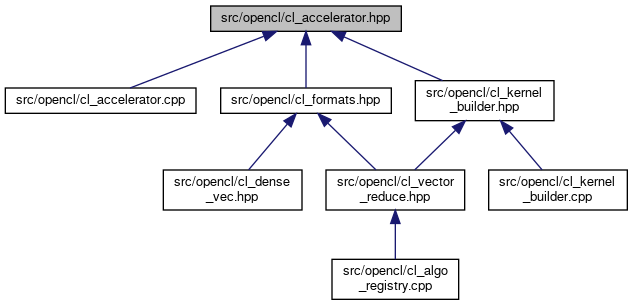 src/opencl/cl_accelerator.hpp
src/opencl/cl_accelerator.cpp
src/opencl/cl_formats.hpp
src/opencl/cl_kernel
_builder.hpp
src/opencl/cl_dense
_vec.hpp
src/opencl/cl_vector
_reduce.hpp
src/opencl/cl_kernel
_builder.cpp
src/opencl/cl_algo
_registry.cpp